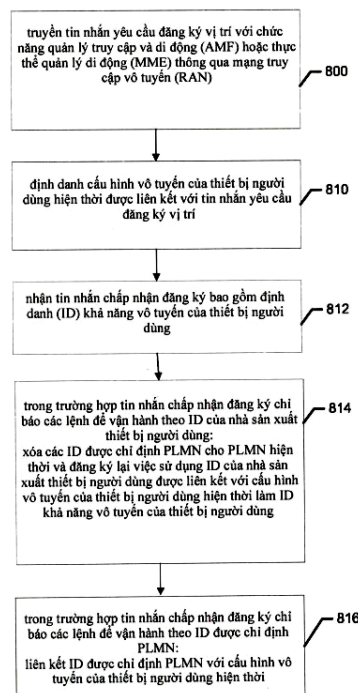 truyền tin nhắn yêu cầu đăng ký vị trí với chức
năng quản lý truy cập và di động (AMF) hoặc thực
thể quản lý di động (MME) thông qua mạng truy
cập vô tuyến (RAN)
800
định danh cấu hình vô tuyến của thiết bị người
dùng hiện thời được liên kết với tin nhắn yêu cầu
đăng ký vị trí
810
nhận tin nhắn chấp nhận đăng ký bao gồm định
danh (ID) khả năng vô tuyến của thiết bị người
dùng
812
trong trường hợp tin nhắn chấp nhận đăng ký chỉ
báo các lệnh để vận hành theo ID của nhà sản xuất
thiết bị người dùng:
xóa các ID được chỉ định PLMN cho PLMN hiện
thời và đăng ký lại việc sử dụng ID của nhà sản
xuất thiết bị người dùng được liên kết với cấu hình
vô tuyến của thiết bị người dùng hiện thời làm ID
khả năng vô tuyến của thiết bị người dùng
814
trong trường hợp tin nhắn chấp nhận đăng ký chỉ
báo các lệnh để vận hành theo ID được chỉ định
PLMN:
liên kết ID được chỉ định PLMN với cấu hình vô
tuyến của thiết bị người dùng hiện thời
816